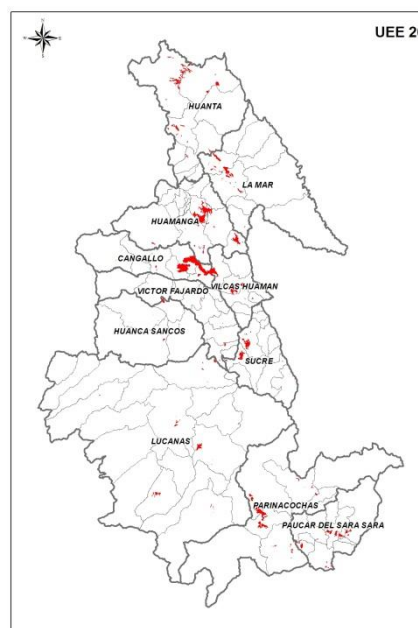 UEE 20
HUANTA
LA MAR
HUAMANGA
CANGALLO
VICTOR FAJARDO
VILCAS HUAMAN
HUANCA SANCOS
SUCRE
LUCANAS
PARINACOCHAS
PAUCAR DEL SARA SARA